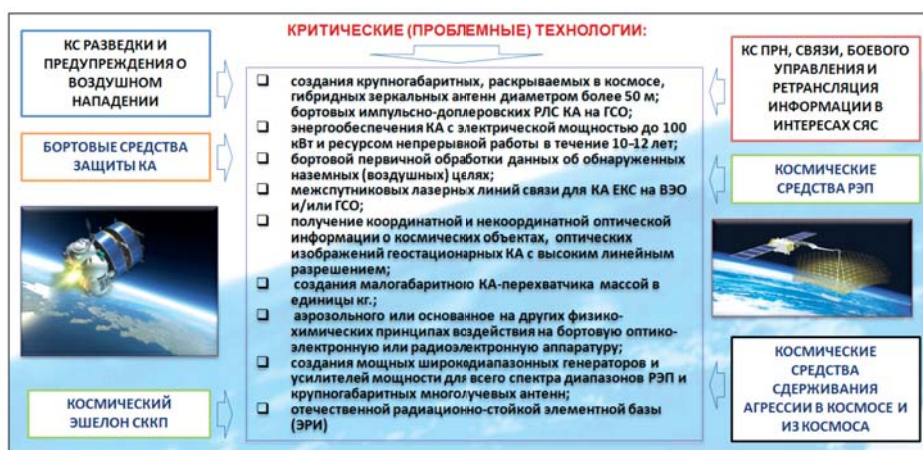 КРИТИЧЕСКИЕ (ПРОБЛЕМНЫЕ) ТЕХНОЛОГИИ:
КС РАЗВЕДКИ И
ПРЕДУПРЕЖДЕНИЯ О
ВОЗДУШНОМ
НАПАДЕНИИ
БОРТОВЫЕ СРЕДСТВА
ЗАЩИТЫ КА
КОСМИЧЕСКИЙ
ЭШЕЛОН СККП
создания крупногабаритных, раскрываемых в космосе,
гибридных зеркальных антенн диаметром более 50 м;
бортовых импульсно-доплеровских РЛС КА на ГСО;
энергообеспечения КА с электрической мощностью до 100
кВт и ресурсом непрерывной работы в течение 10–12 лет;
бортовой первичной обработки данных об обнаруженных
наземных (воздушных) целях;
межспутниковых лазерных линий связи для КА ЕКС на ВЭО
и/или ГСО;
получение координатной и некоординатной оптической
информации о космических объектах, оптических
изображений геостационарных КА с высоким линейным
разрешением;
создания малогабаритною КА-перехватчика массой в
единицы кг.;
аэрозольного или основанное на других физико-
химических принципах воздействия на бортовую оптико-
электронную или радиоэлектронную аппаратуру;
создания мощных широкодиапазонных генераторов и
усилителей мощности для всего спектра диапазонов РЭП и
крупногабаритных многолучевых антенн;
отечественной радиационно-стойкой элементной базы
(ЭРИ)
КС ПРН, СВЯЗИ, БОЕВОГО
УПРАВЛЕНИЯ И
РЕТРАНСЛЯЦИЯ
ИНФОРМАЦИИ В
ИНТЕРЕСАХ СЯС
КОСМИЧЕСКИЕ
СРЕДСТВА РЭП
КОСМИЧЕСКИЕ
СРЕДСТВА
СДЕРЖИВАНИЯ
АГРЕССИИ В КОСМОСЕ И
ИЗ КОСМОСА